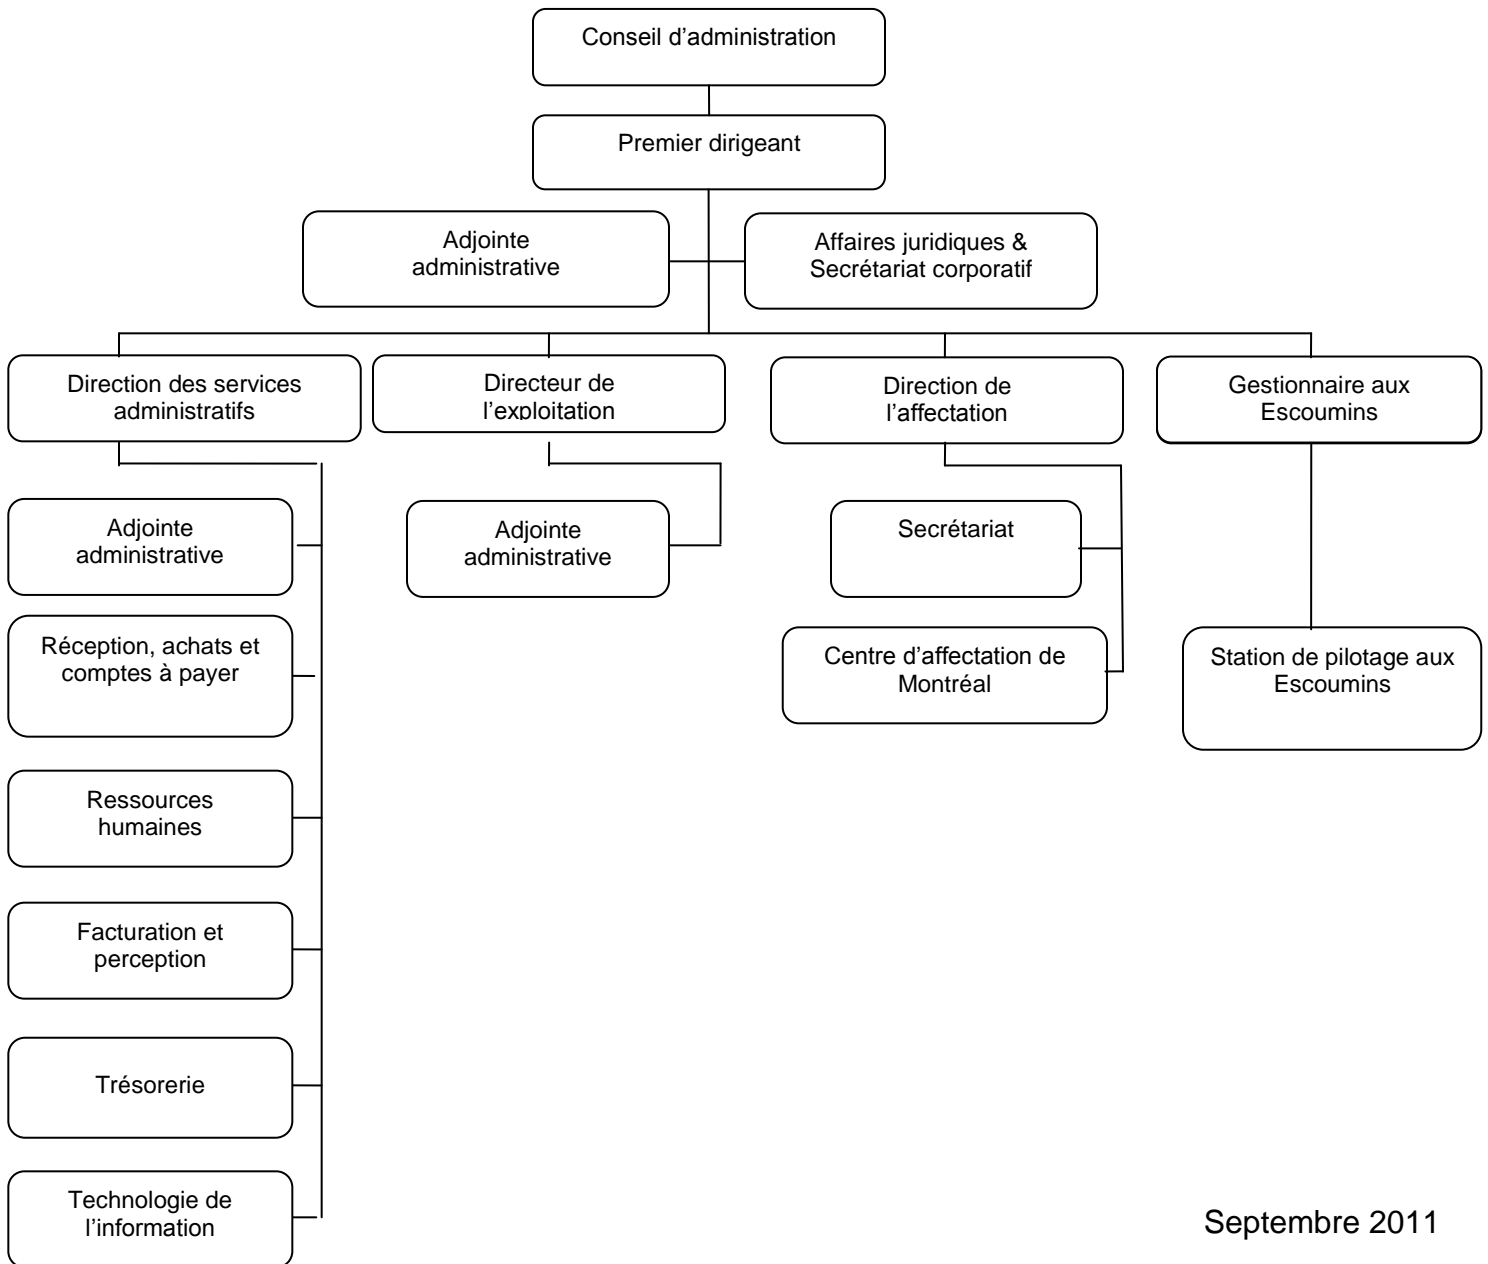 Conseil d’administration
Premier dirigeant
Adjointe
administrative
Affaires juridiques &
Secrétariat corporatif
Direction des services
administratifs
Directeur de
l’exploitation
Direction de
l’affectation
Gestionnaire aux
Escoumins
Adjointe
administrative
Adjointe
administrative
Secrétariat
Réception, achats et
comptes à payer
Centre d’affectation de
Montréal
Station de pilotage aux
Escoumins
Ressources
humaines
Facturation et
perception
Trésorerie
Technologie de
l’information
Septembre 2011